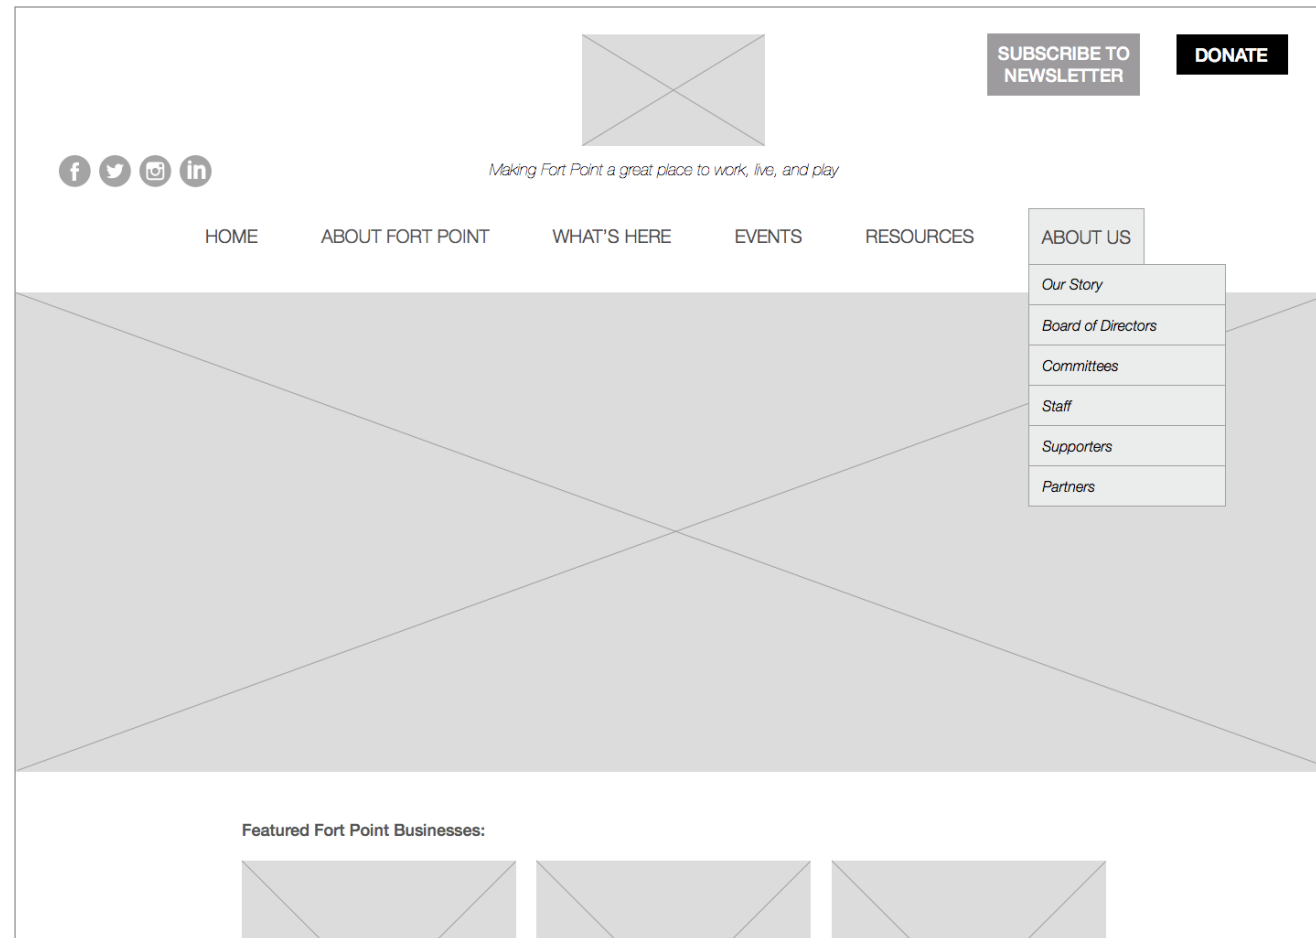 SUBSCRIBE TO
NEWSLETTER
DONATE
Making Fort Point a great place to work, live, and play
HOME
ABOUT FORT POINT
WHAT'S HERE
EVENTS
RESOURCES
ABOUT US
Our Story
Board of Directors
Committees
Staff
Supporters
Partners
Featured Fort Point Businesses: